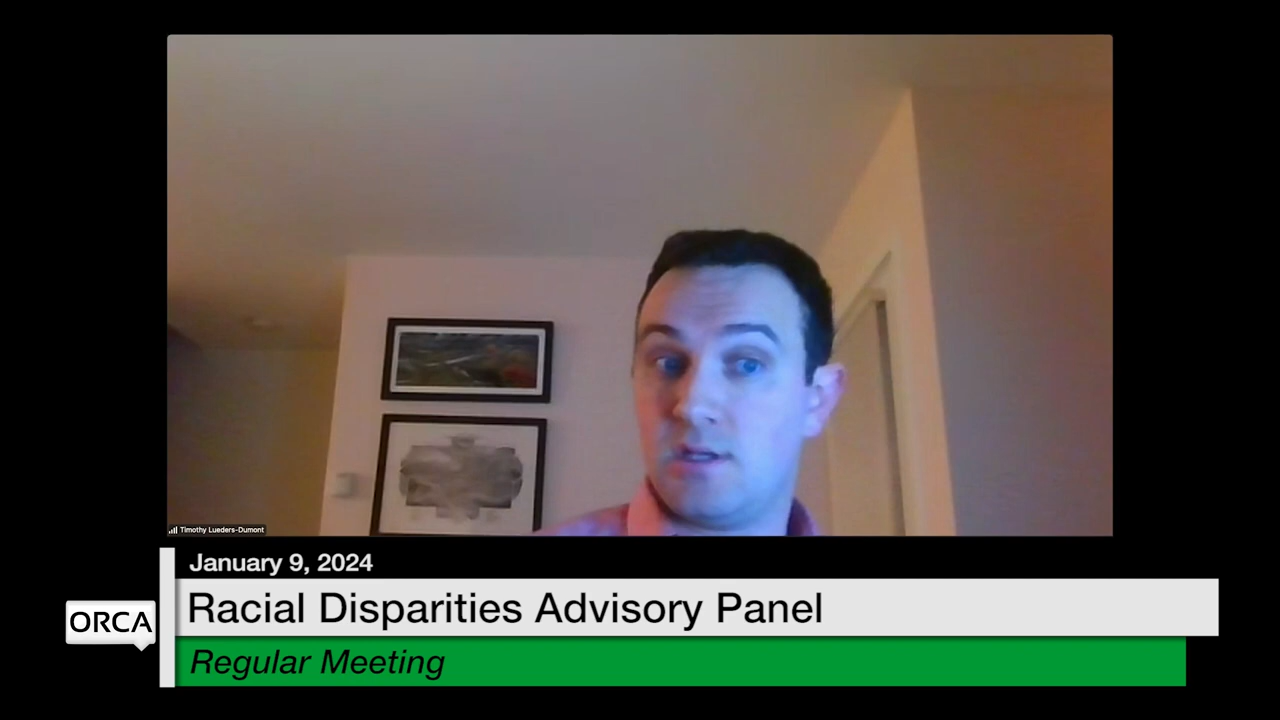 Timothy Lueders-Dumont
January 9, 2024
Racial Disparities Advisory Panel
ORCA
Regular Meeting